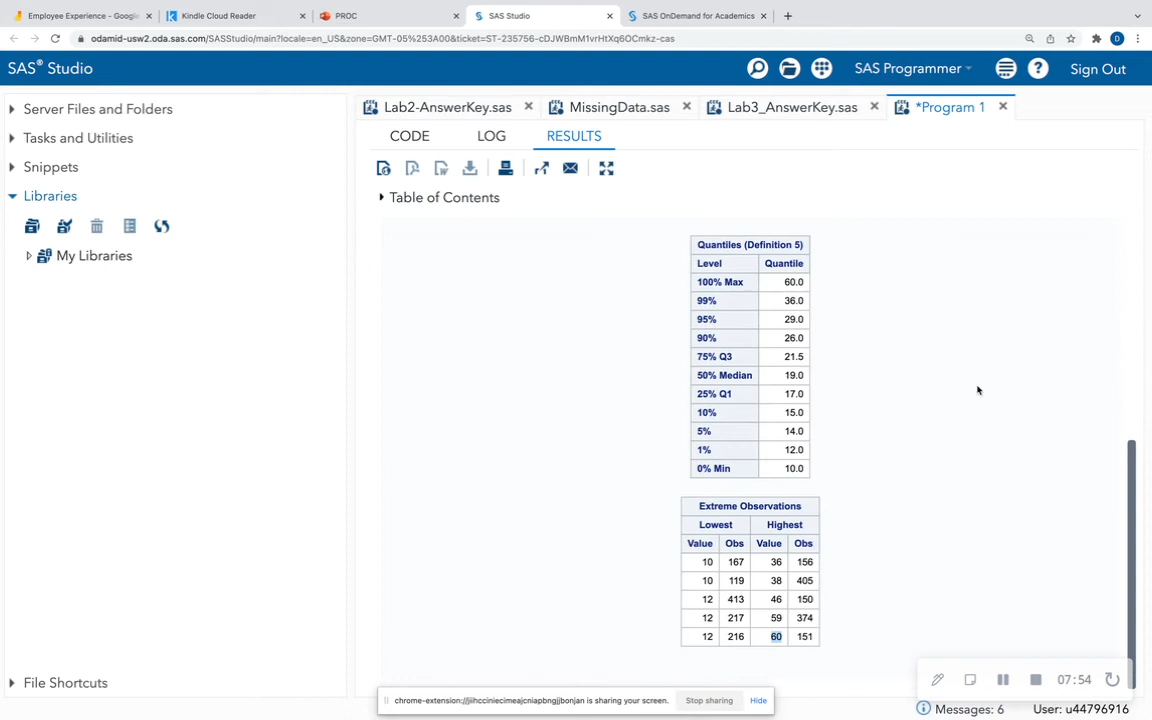 Employee Experience - Googl
Kindle Cloud Reader
PROC
SAS Studio
SAS OnDemand for Academics
odamid-usw2.oda.sas.com/SASStudio/main?locale=en_US&zone=GMT-05%253A00&ticket=ST-235756-cDJWBmM1vrHtXq6OCmkz-cas
D
SAS® Studio
SAS Programmer
Sign Out
Server Files and Folders
Tasks and Utilities
Snippets
Libraries
My Libraries
File Shortcuts
Lab2-AnswerKey.sas
MissingData.sas
Lab3_AnswerKey.sas
*Program 1
CODE LOG RESULTS
Table of Contents
Quantiles (Definition 5)
Level Quantile
100% Max 60.0
99% 36.0
95% 29.0
90% 26.0
75% Q3 21.5
50% Median 19.0
25% Q1 17.0
10% 15.0
5% 14.0
1% 12.0
0% Min 10.0
Extreme Observations
Lowest Highest
Value Obs Value Obs
10 167 36 156
10 119 38 405
12 413 46 150
12 217 59 374
12 216 60 151
07:54
chrome-extension://jiihcciniecimeajcniapbngjjbonjan is sharing your screen. Stop sharing Hide
Messages: 6 User: u44796916